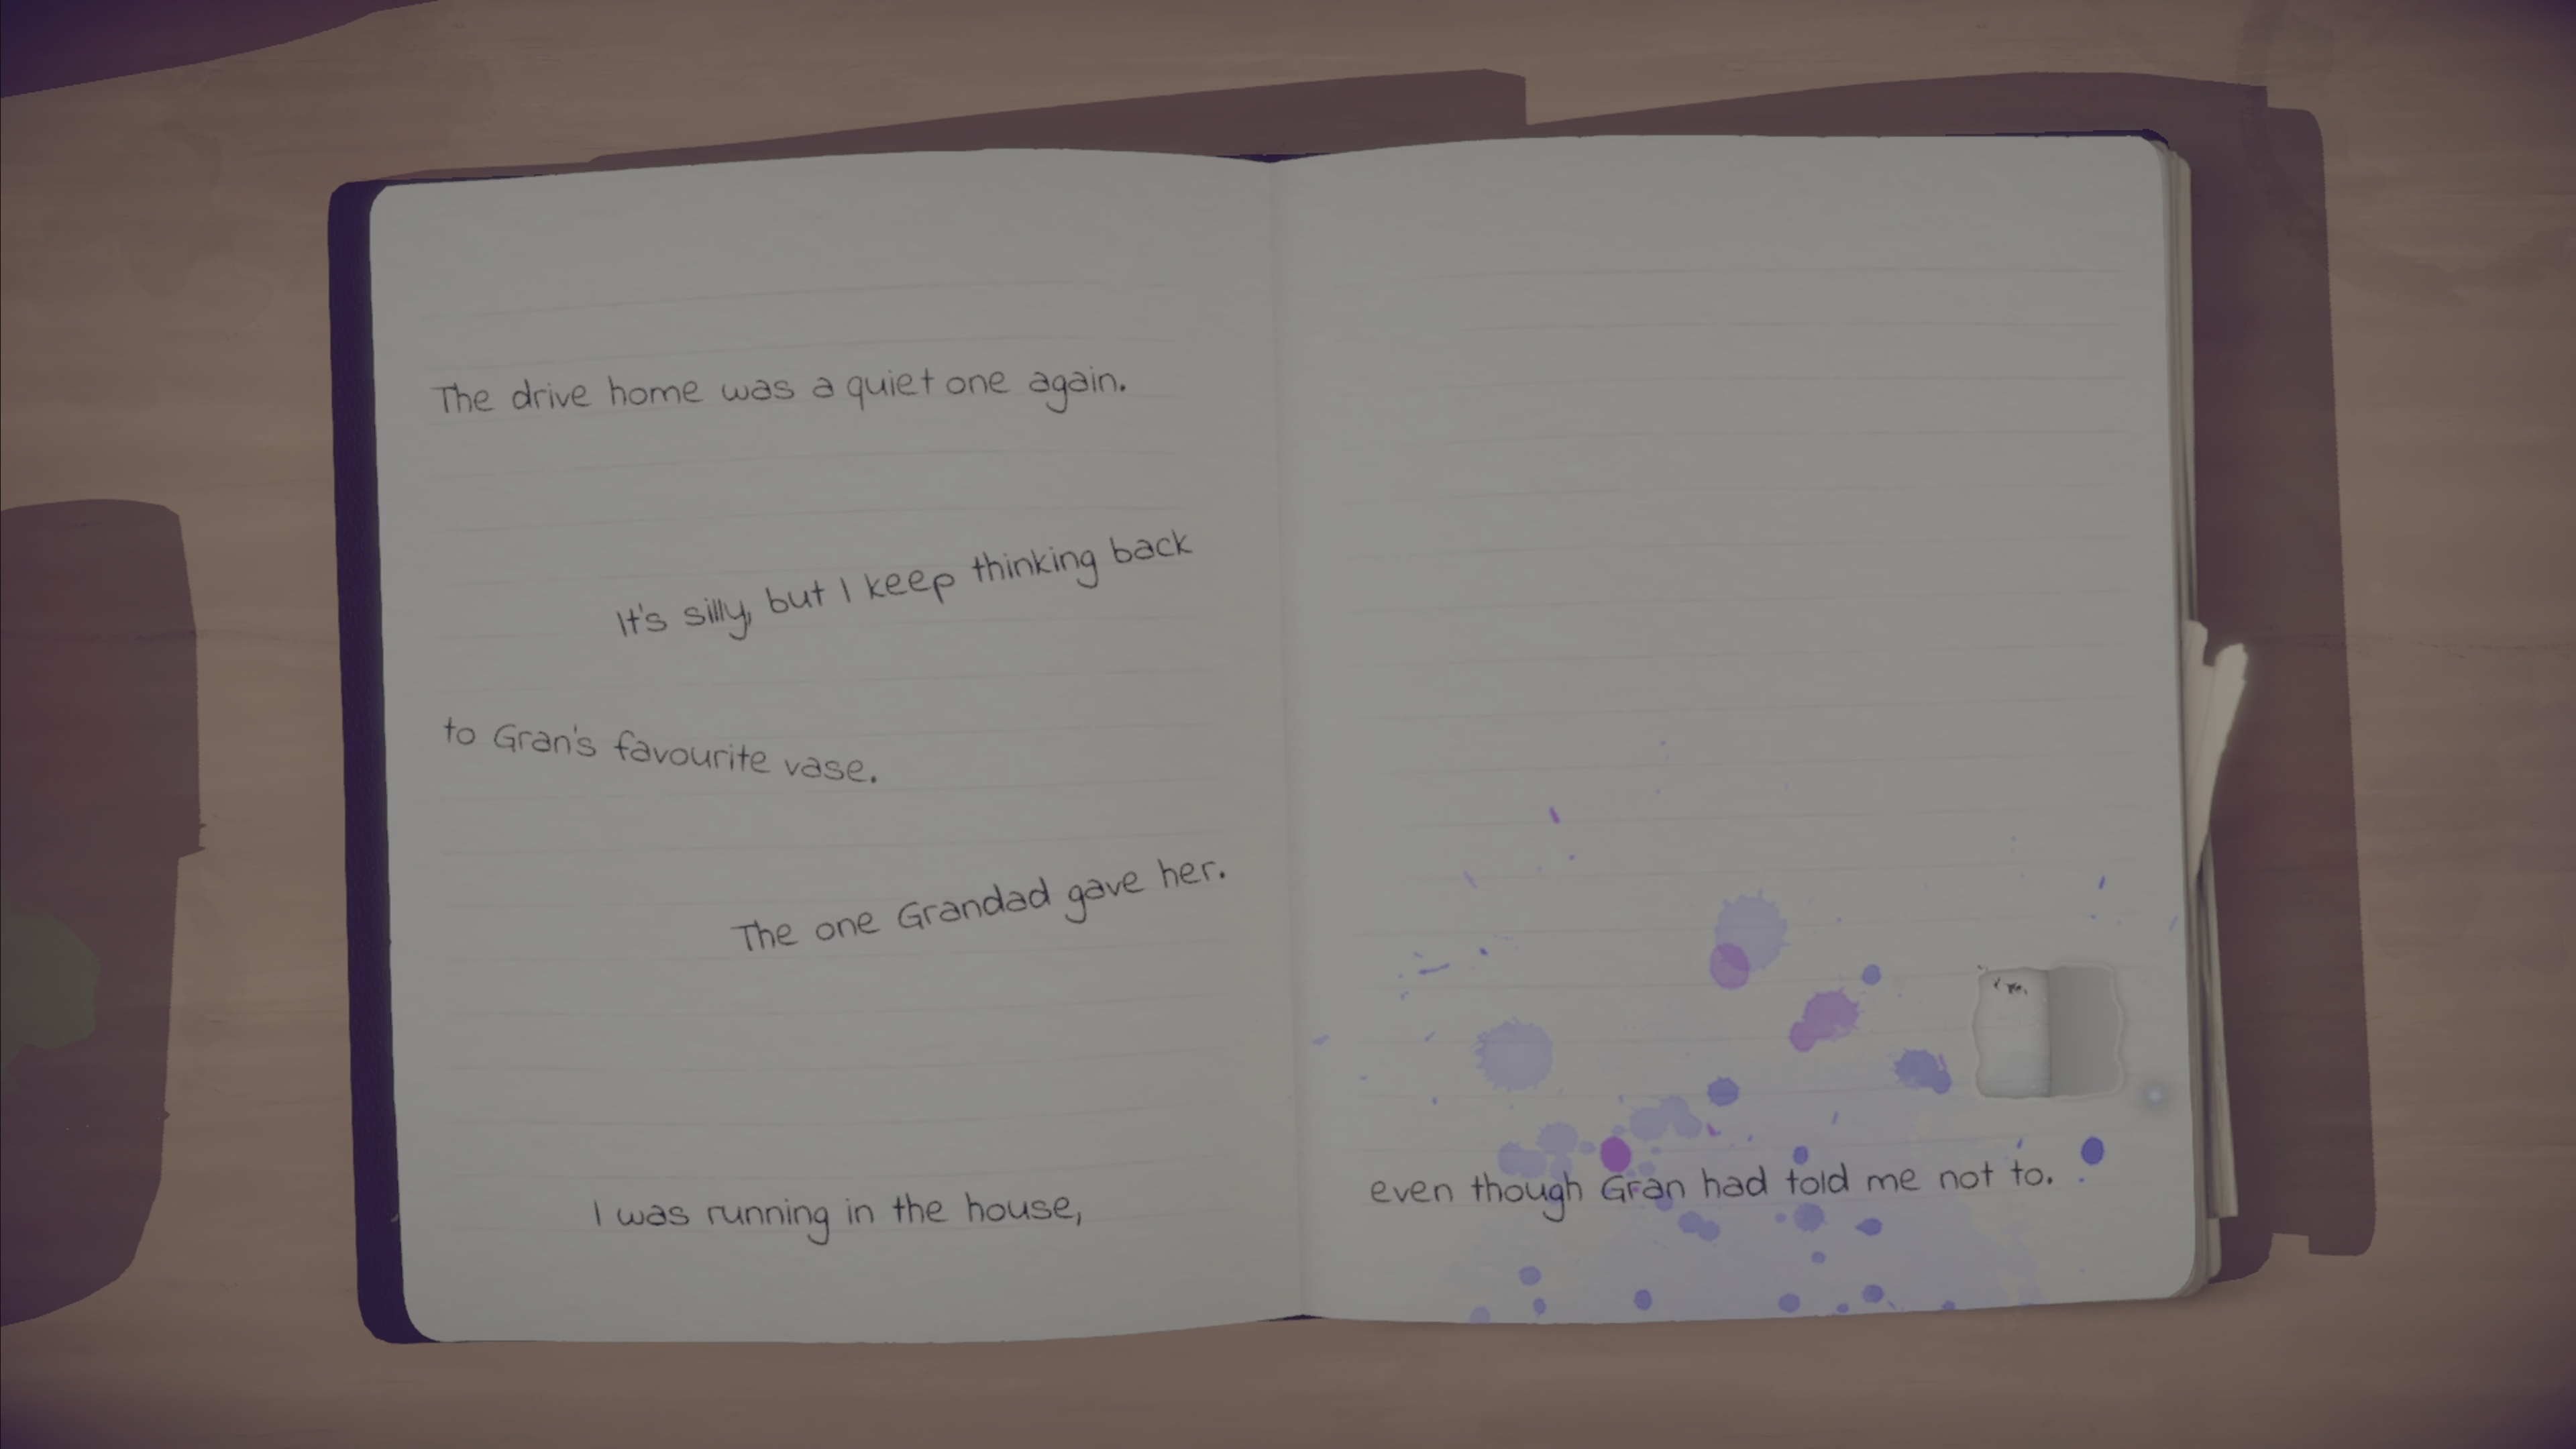 The drive home was a quiet one again.
It's silly, but I keep thinking back
to Gran's favourite vase.
The one Grandad gave her.
I was running in the house,
even though Gran had told me not to.